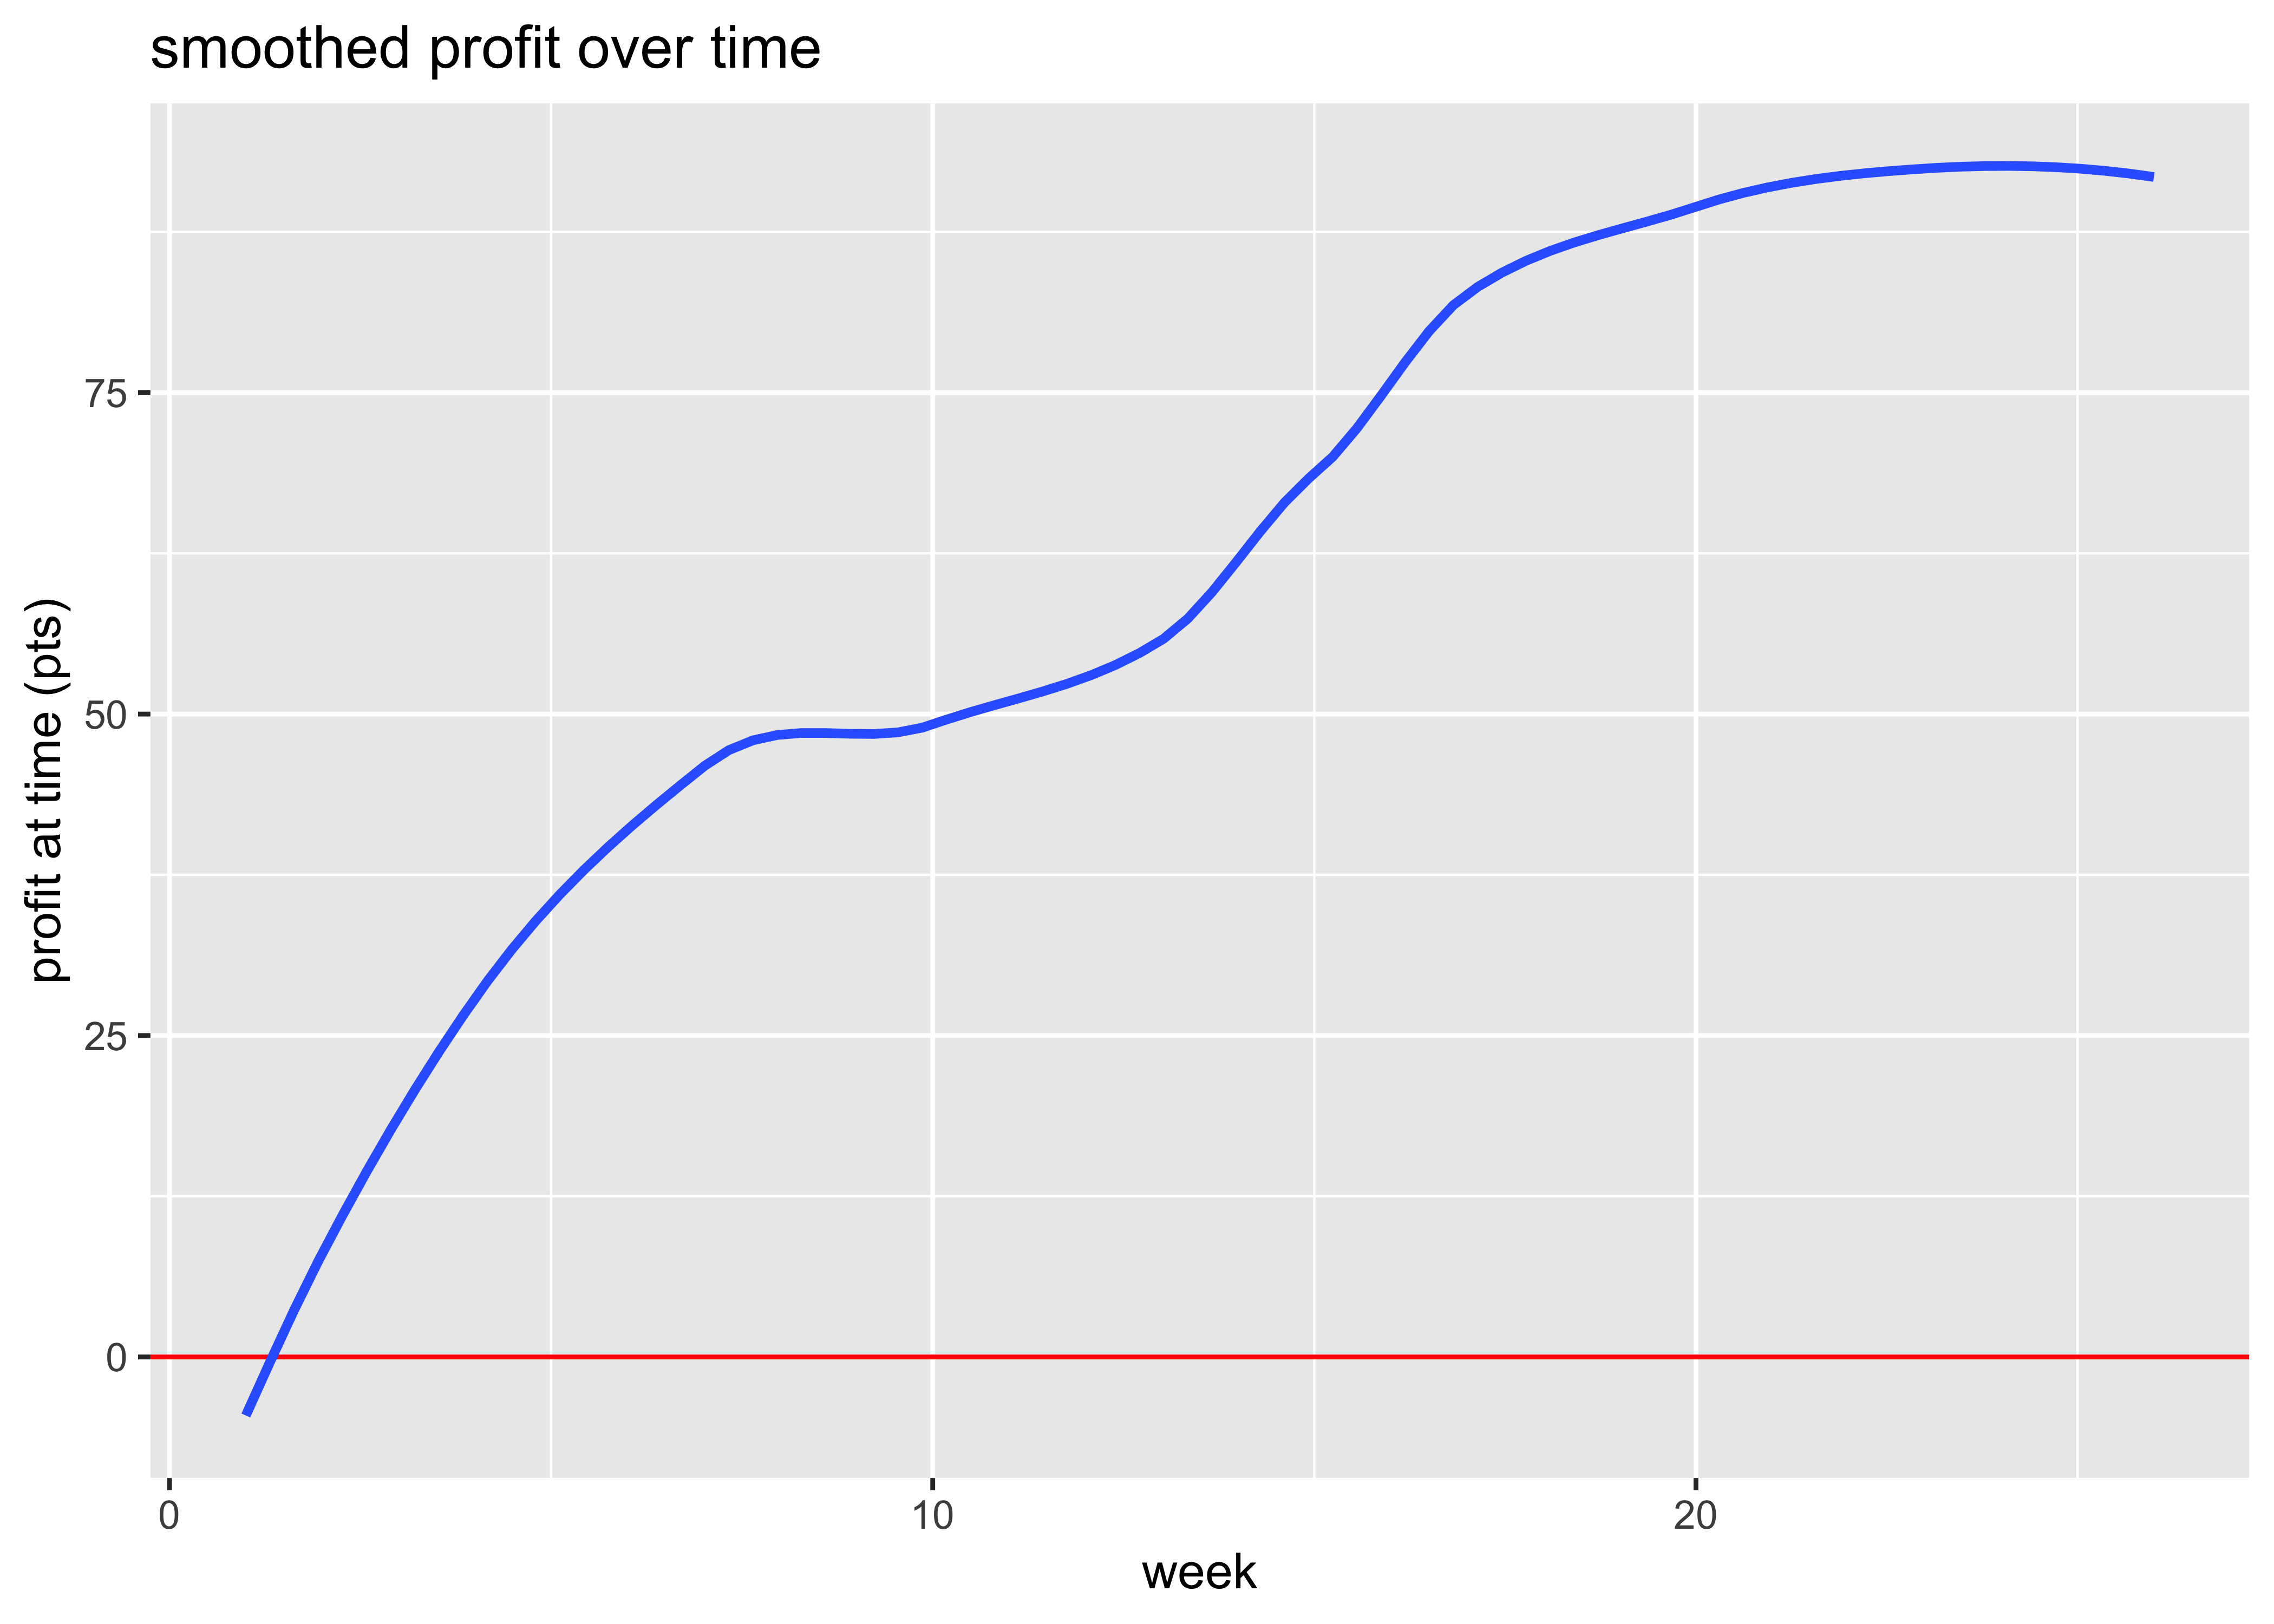 smoothed profit over time
profit at time (pts)
75
50
25
0
0 10 20
week